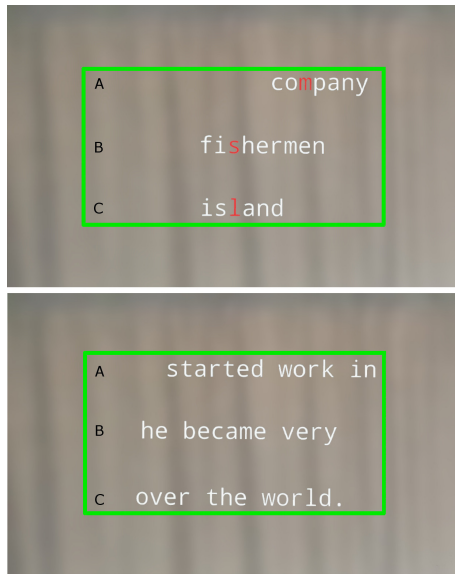 A company
B fishermen
C island
A started work in
B he became very
C over the world.